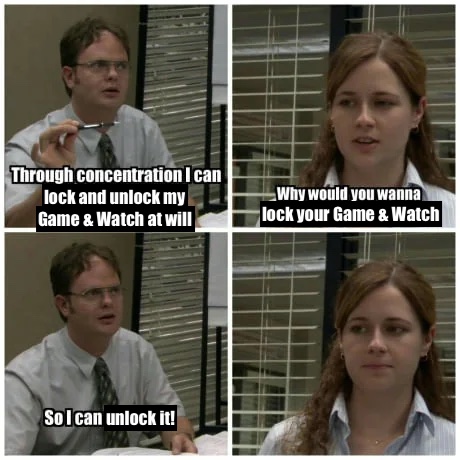 Through concentration I can
lock and unlock my
Game & Watch at will
Why would you wanna
lock your Game & Watch
So I can unlock it!